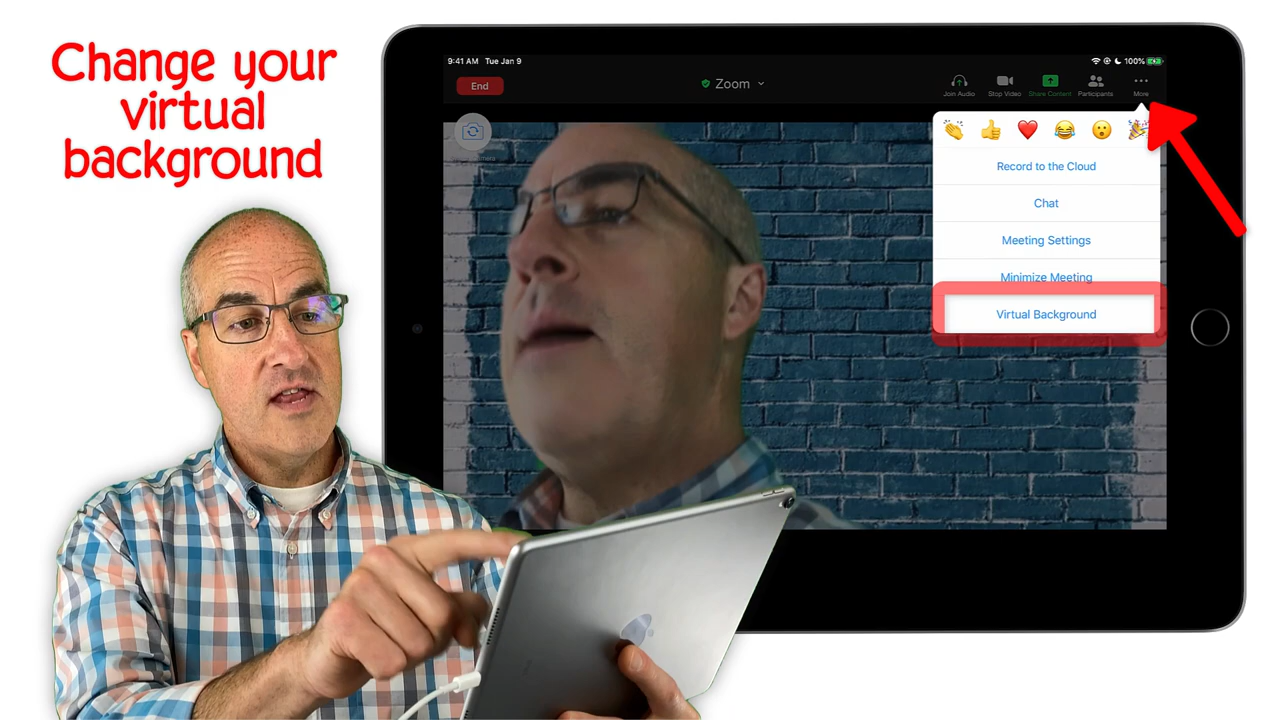 Change your
virtual
background
9:41 AM Tue Jan 9
100%
End
Zoom
Join Audio
Stop Video
Share Content
Participants
More
Record to the Cloud
Chat
Meeting Settings
Minimize Meeting
Virtual Background